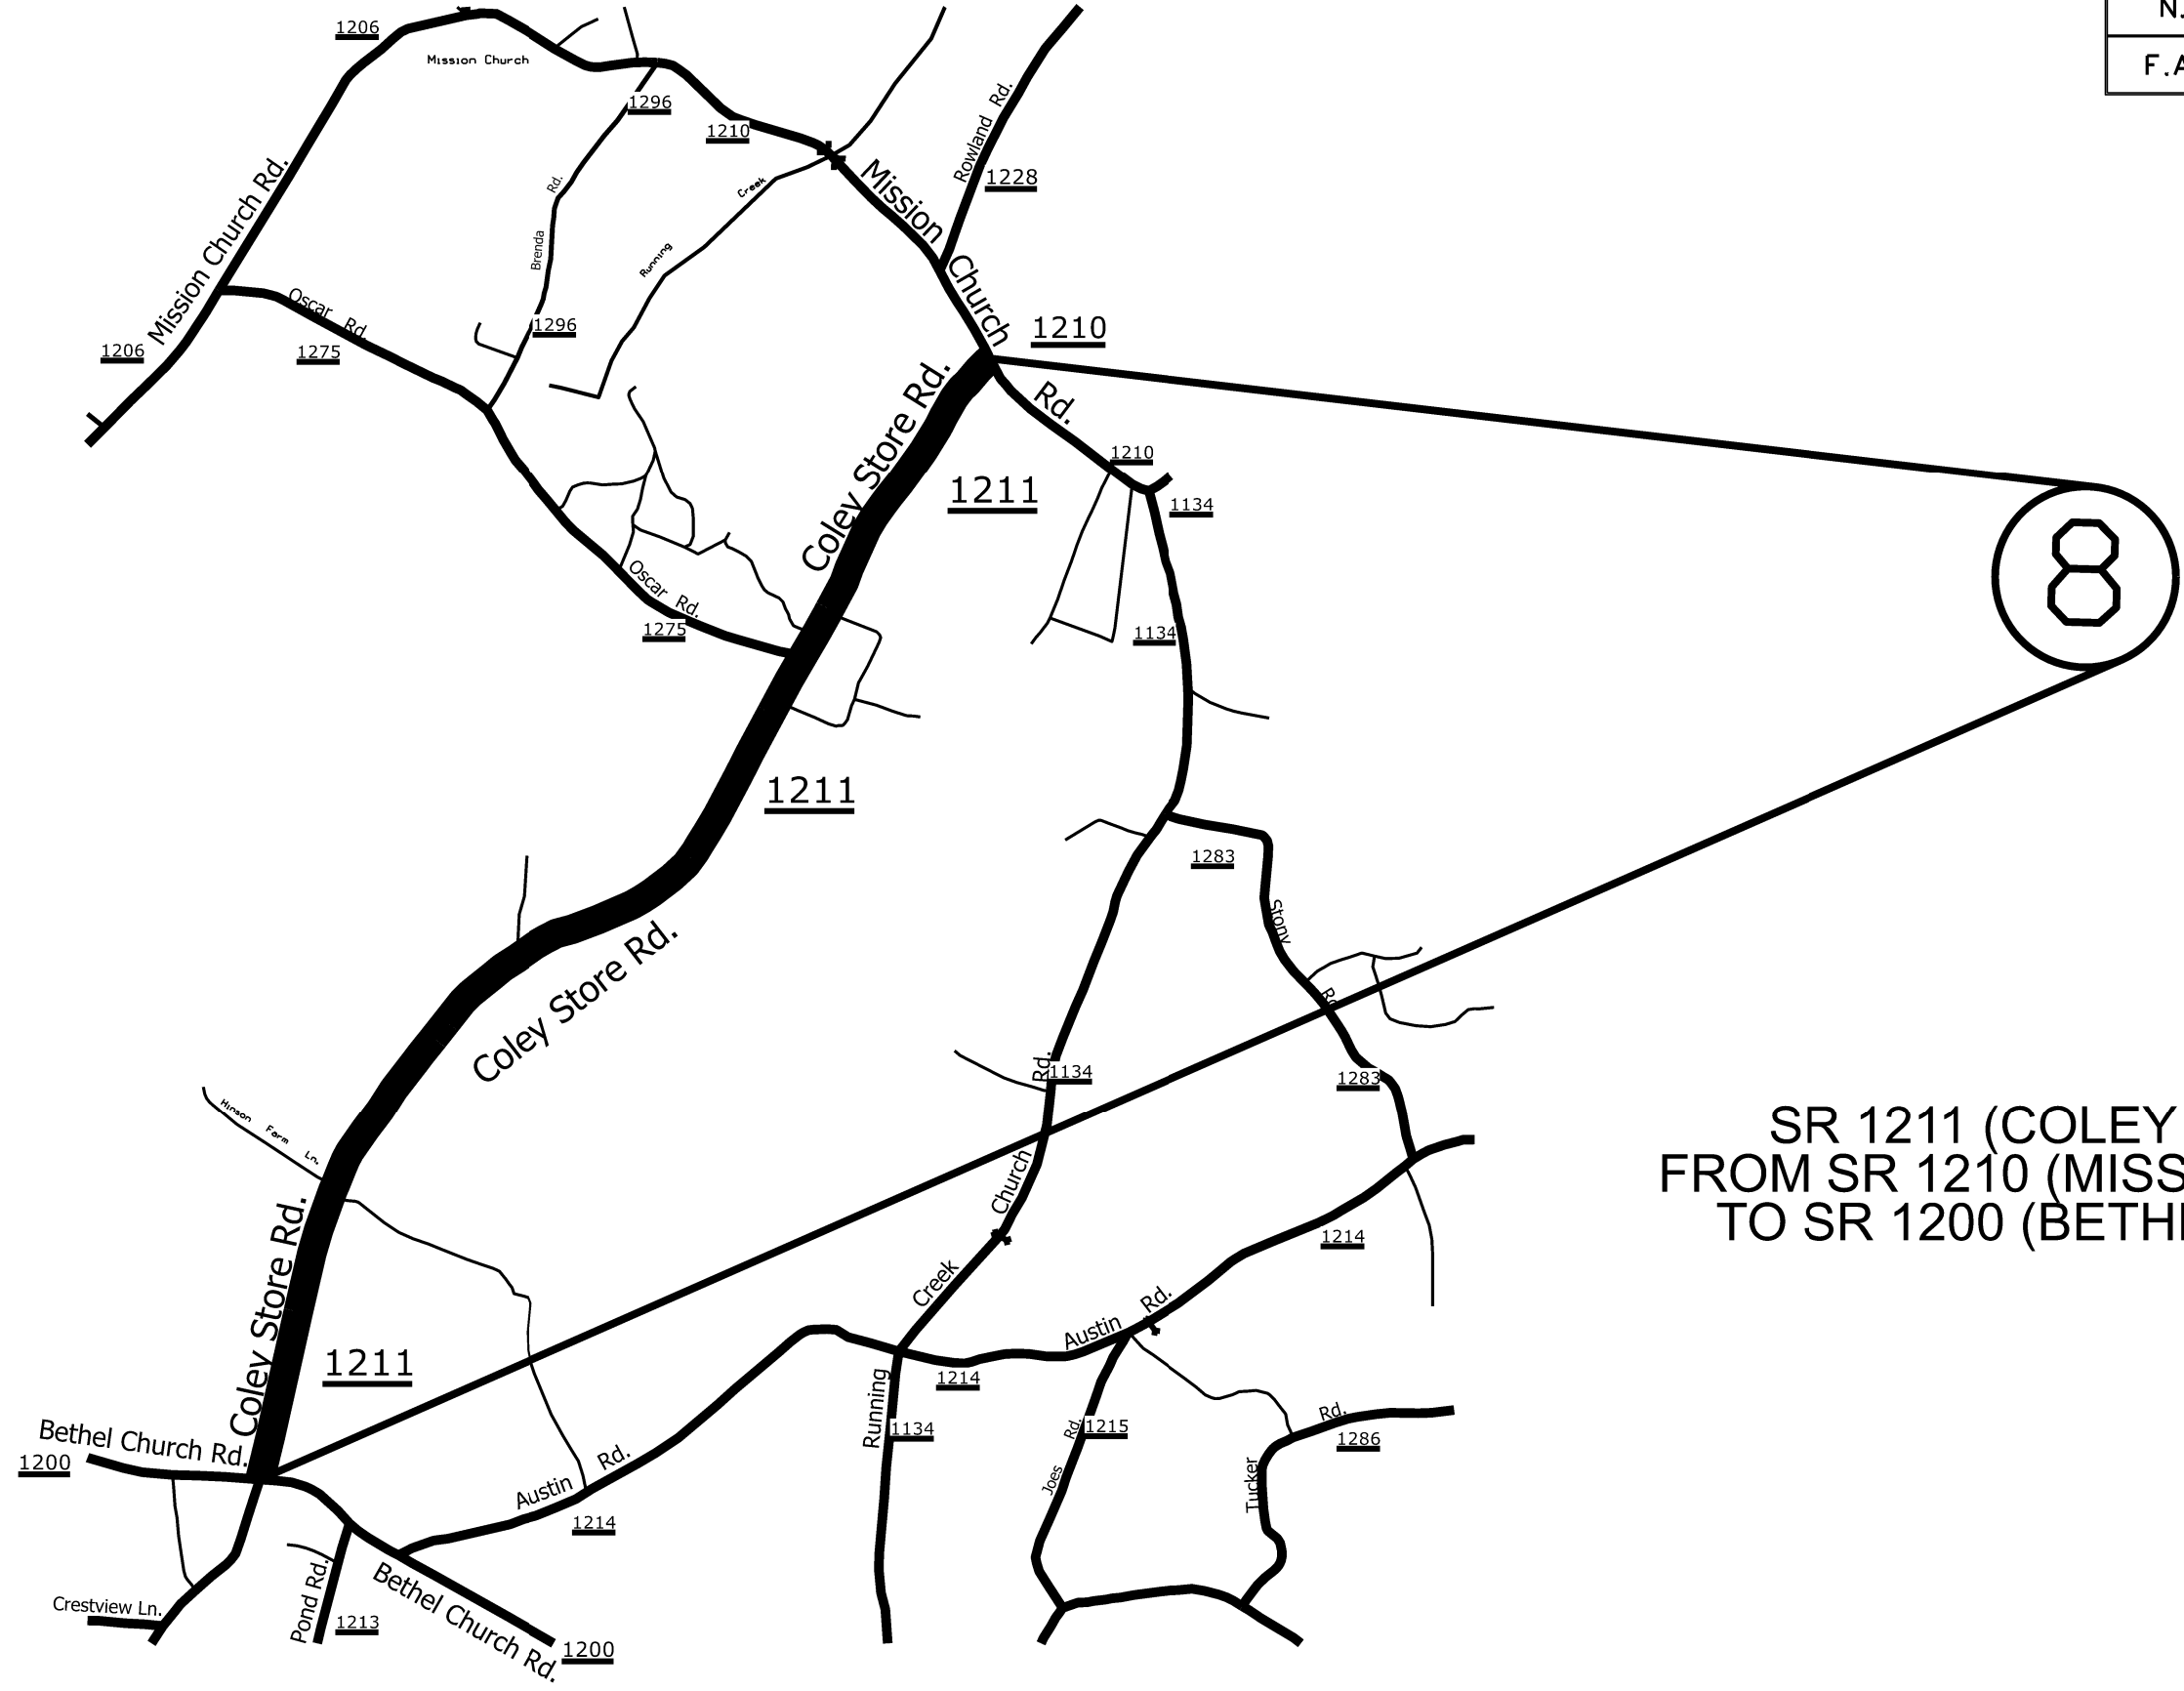 N.
F.A
1206
Mission Church
1296
1210
Rowland Rd.
1228
Mission Church Rd.
Rd.
Creek
Mission
Brenda
Running
Church
1210
Oscar Rd.
1296
1206
1275
Coley Store Rd.
Rd.
1210
1211
1134
8
Oscar Rd.
1275
1134
1211
1283
Stony
Coley Store Rd.
Rd.
Rd.
1134
1283
Hinson Farm Ln.
SR 1211 (COLEY
FROM SR 1210 (MISS
TO SR 1200 (BETH
Church
Coley Store Rd.
1214
Creek
Rd.
Austin
1211
1214
Running
Bethel Church Rd.
1200
1134
Rd.
1215
Rd.
1286
Joes
Tucker
Austin Rd.
1214
Bethel Church Rd.
Crestview Ln.
Pond Rd.
1213
1200